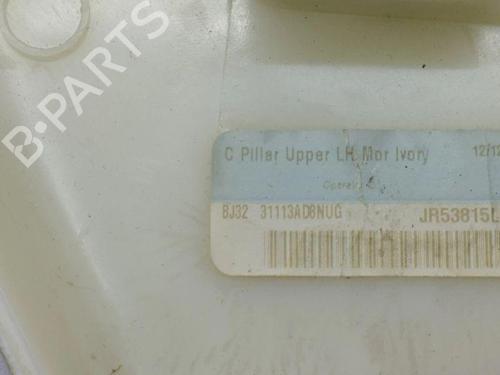 B-PARTS
C Pillar Upper LH Mor Ivory 12/12
BJ32 31113AD8NUG JR53815L